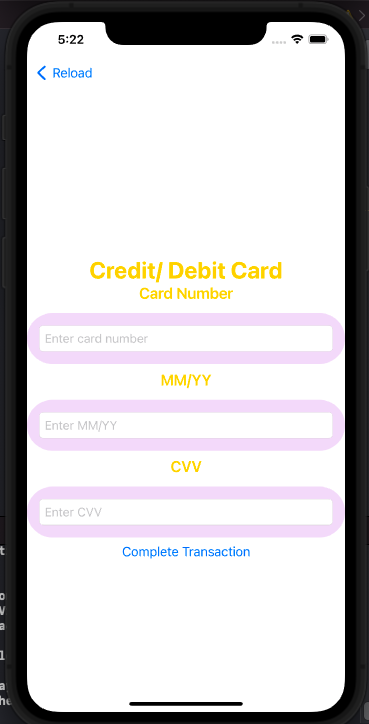 5:22
Reload
Credit/ Debit Card
Card Number
Enter card number
MM/YY
Enter MM/YY
CVV
Enter CVV
Complete Transaction